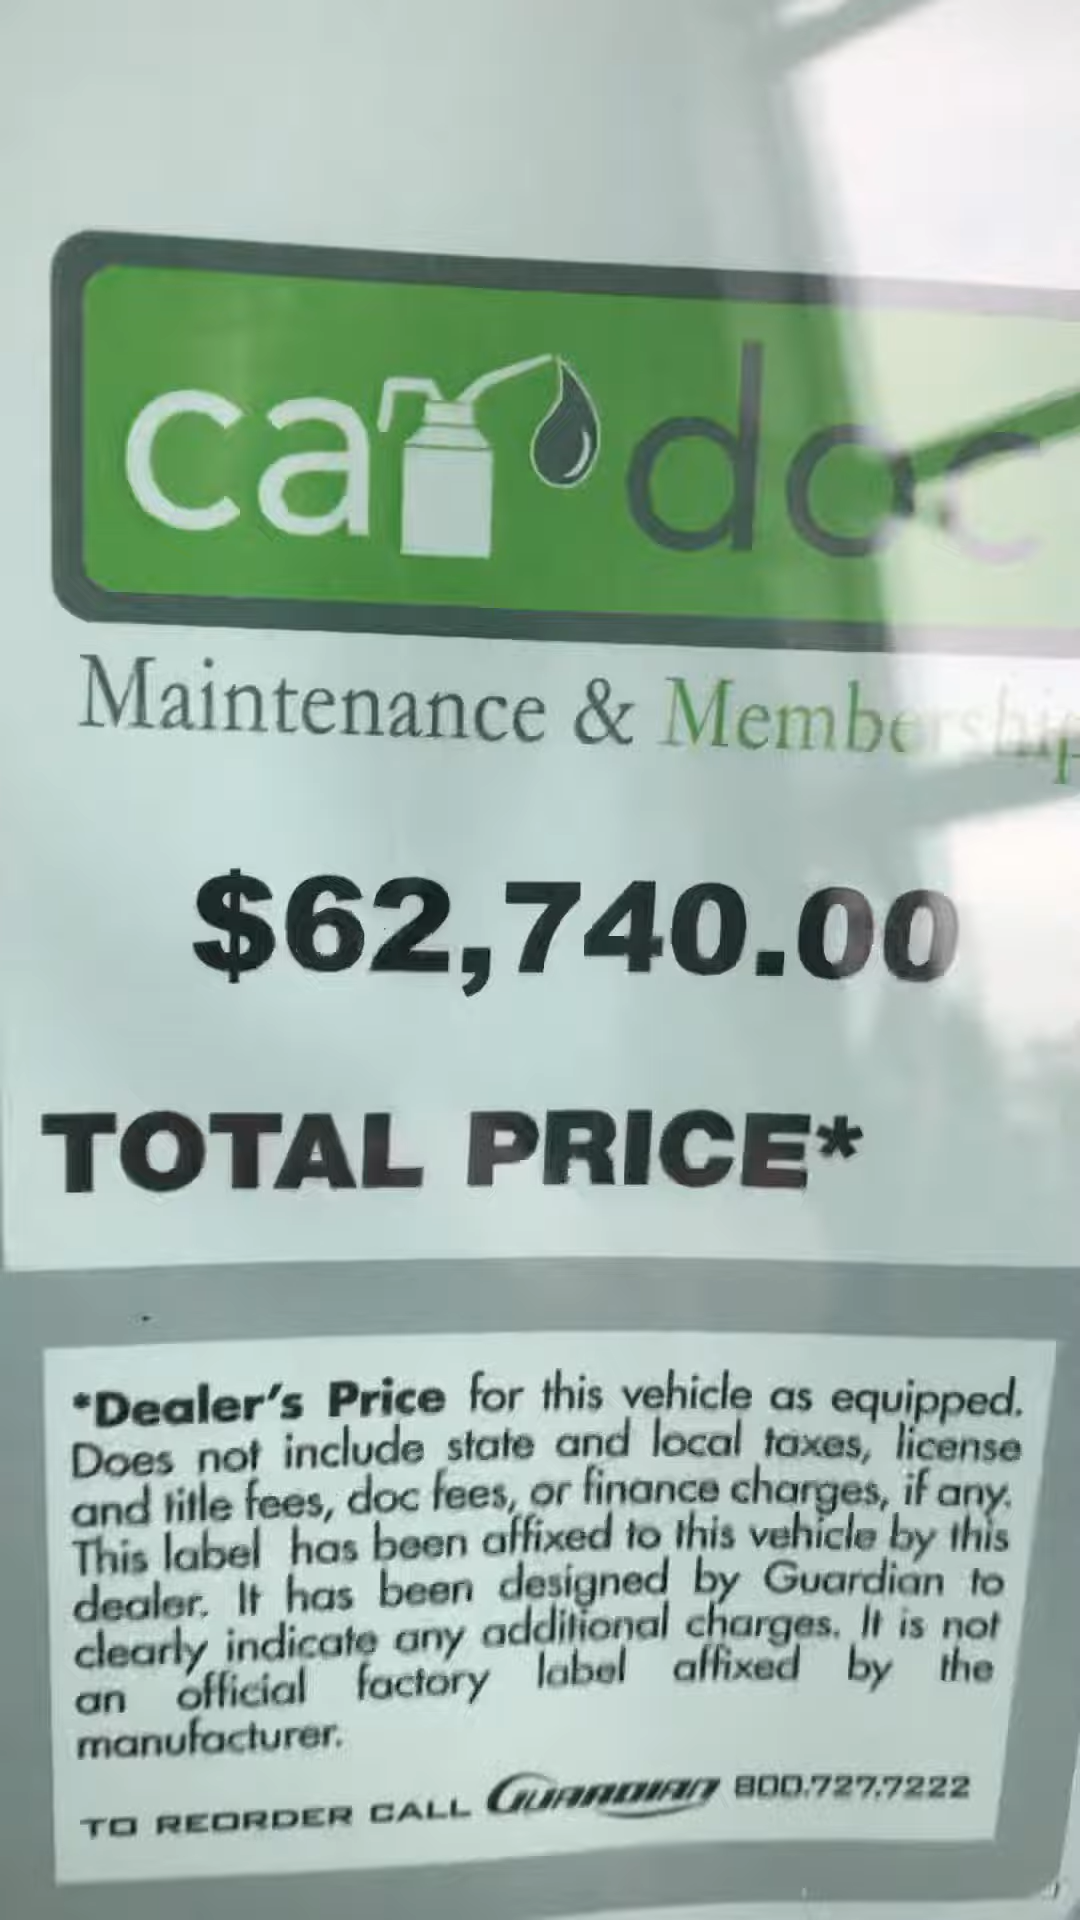 car doc
Maintenance & Membership
$62,740.00
TOTAL PRICE*
*Dealer's Price for this vehicle as equipped.
Does not include state and local taxes, license
and title fees, doc fees, or finance charges, if any.
This label has been affixed to this vehicle by this
dealer. It has been designed by Guardian to
clearly indicate any additional charges. It is not
an official factory label affixed by the
manufacturer.
TO REORDER CALL GUARDIAN 800.727.7222